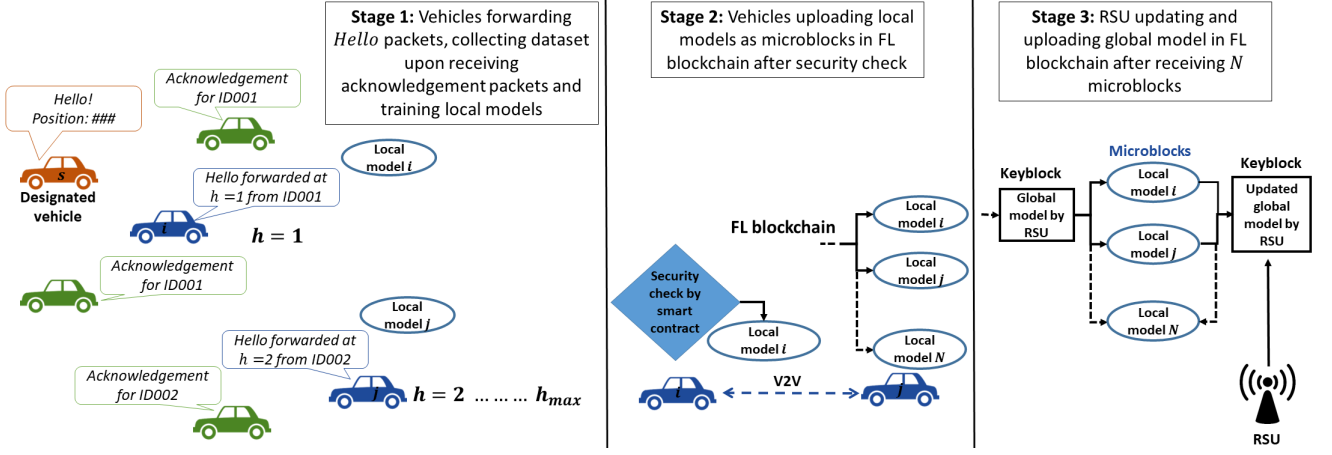 Stage 1: Vehicles forwarding
Hello packets, collecting dataset
upon receiving
acknowledgement packets and
training local models
Hello!
Position: ###
Acknowledgement
for ID001
s
Designated
vehicle
Local
model i
Hello forwarded at
h =1 from ID001
i
h = 1
Acknowledgement
for ID001
Local
model j
Hello forwarded at
h =2 from ID002
Acknowledgement
for ID002
j
h = 2 ... ... ... hmax
Stage 2: Vehicles uploading local
models as microblocks in FL
blockchain after security check
FL blockchain
Local
model i
Local
model j
Security
check by
smart
contract
Local
model i
Local
model N
i
V2V
j
Stage 3: RSU updating and
uploading global model in FL
blockchain after receiving N
microblocks
Microblocks
Keyblock
Keyblock
Global
model by
RSU
Local
model i
Local
model j
Local
model N
Updated
global
model by
RSU
RSU